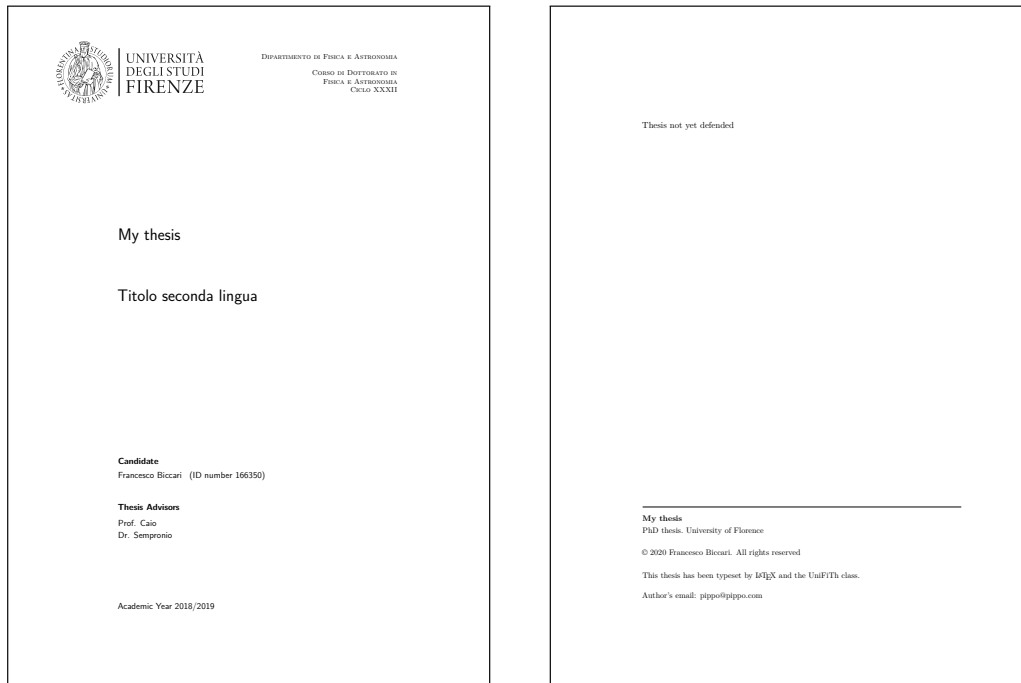 FLORENTINA STUDIORUM UNIVERSITAS
UNIVERSITÀ
DEGLI STUDI
FIRENZE
Dipartimento di Fisica e Astronomia
Corso di Dottorato in
Fisica e Astronomia
Ciclo XXXII
My thesis
Titolo seconda lingua
Candidate
Francesco Biccari (ID number 166350)
Thesis Advisors
Prof. Caio
Dr. Sempronio
Academic Year 2018/2019
Thesis not yet defended
My thesis
PhD thesis. University of Florence
© 2020 Francesco Biccari. All rights reserved
This thesis has been typeset by LATEX and the UniFiTh class.
Author's email: pippo@pippo.com